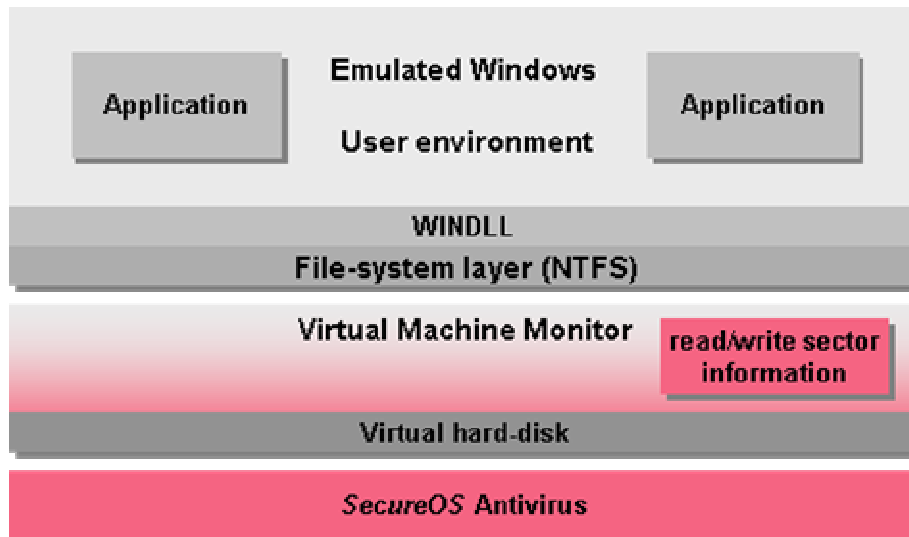 Emulated Windows
Application
Application
User environment
WINDLL
File-system layer (NTFS)
Virtual Machine Monitor
read/write sector
information
Virtual hard-disk
SecureOS Antivirus